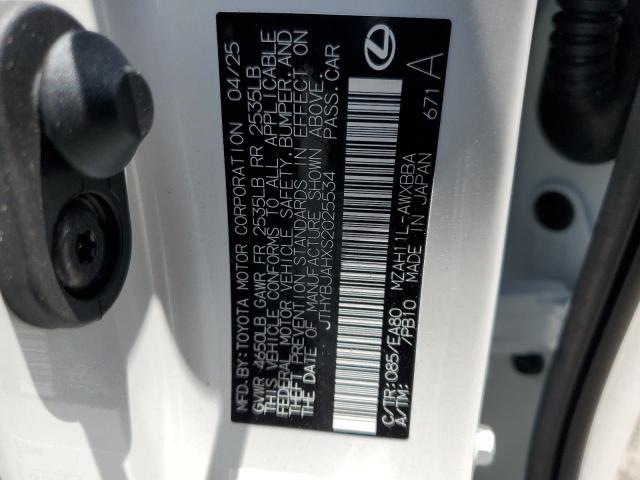 MFD.BY:TOYOTA MOTOR CORPORATION 04/25
GVWR 4650LB GAWR FR 2535LB RR 2535LB
THIS VEHICLE CONFORMS TO ALL APPLICABLE
FEDERAL MOTOR VEHICLE SAFETY, BUMPER, AND
THEFT PREVENTION STANDARDS IN EFFECT ON
THE DATE OF MANUFACTURE SHOWN ABOVE.
JTHYBJAHXS2025534 PASS.CAR
C/TR:085/EA80 MZAH11L-AWXBBA
A/TM: /PB10 MADE IN JAPAN
671 A